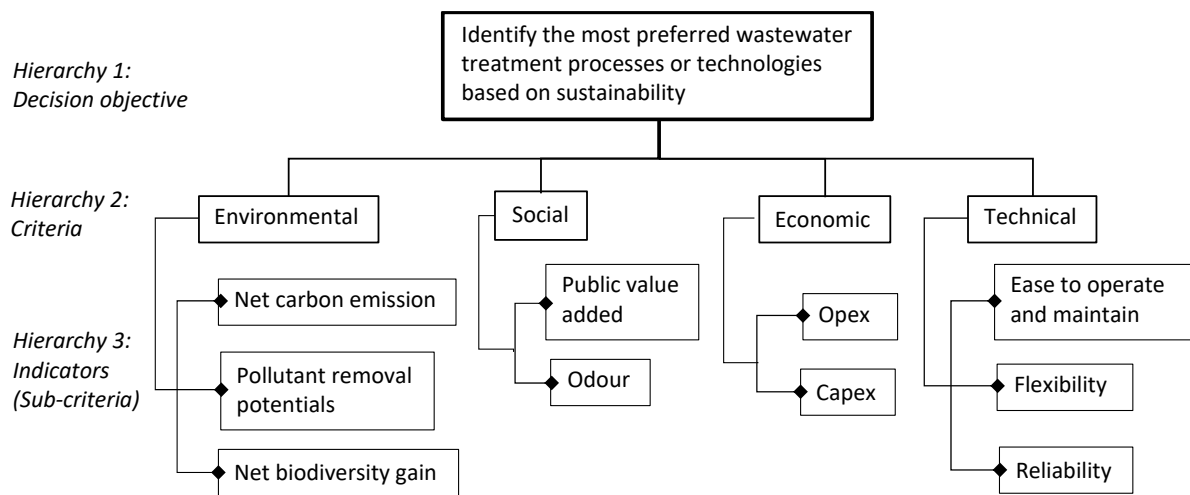 Identify the most preferred wastewater
treatment processes or technologies
based on sustainability
Hierarchy 1:
Decision objective
Hierarchy 2:
Criteria
Environmental
Social
Economic
Technical
Hierarchy 3:
Indicators
(Sub-criteria)
Net carbon emission
Pollutant removal
potentials
Net biodiversity gain
Public value
added
Odour
Opex
Capex
Ease to operate
and maintain
Flexibility
Reliability